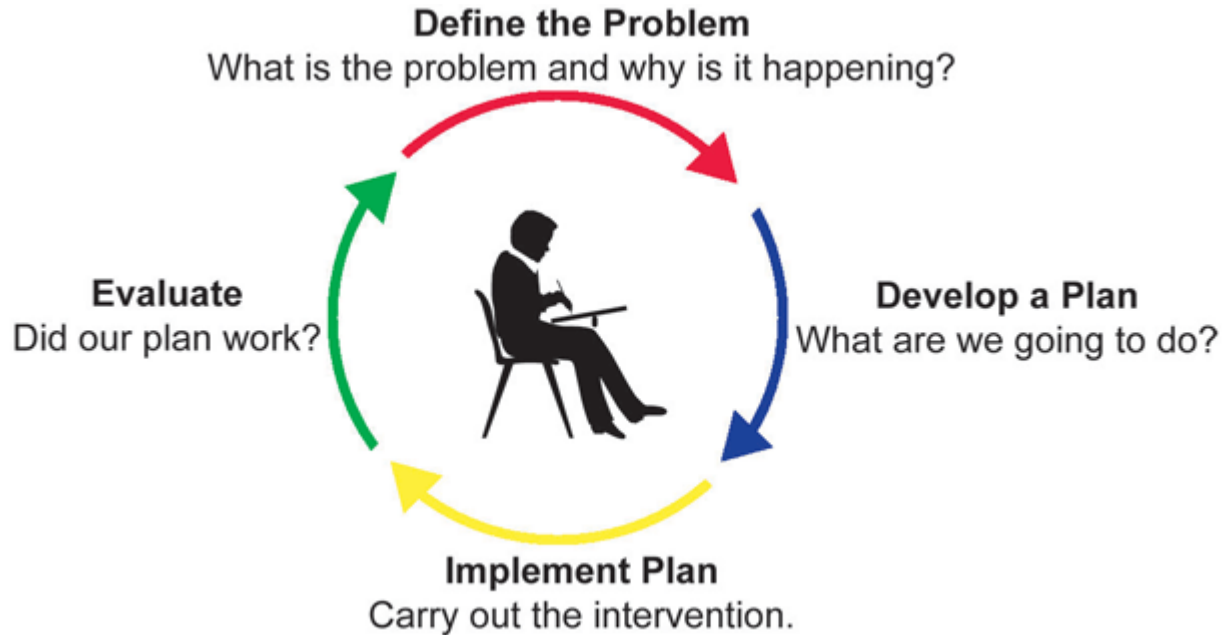 Define the Problem
What is the problem and why is it happening?
Develop a Plan
What are we going to do?
Implement Plan
Carry out the intervention.
Evaluate
Did our plan work?